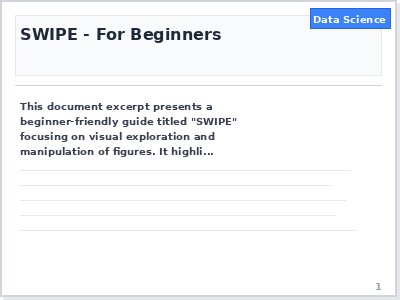 Data Science
SWIPE - For Beginners
This document excerpt presents a
beginner-friendly guide titled "SWIPE"
focusing on visual exploration and
manipulation of figures. It highli...
1